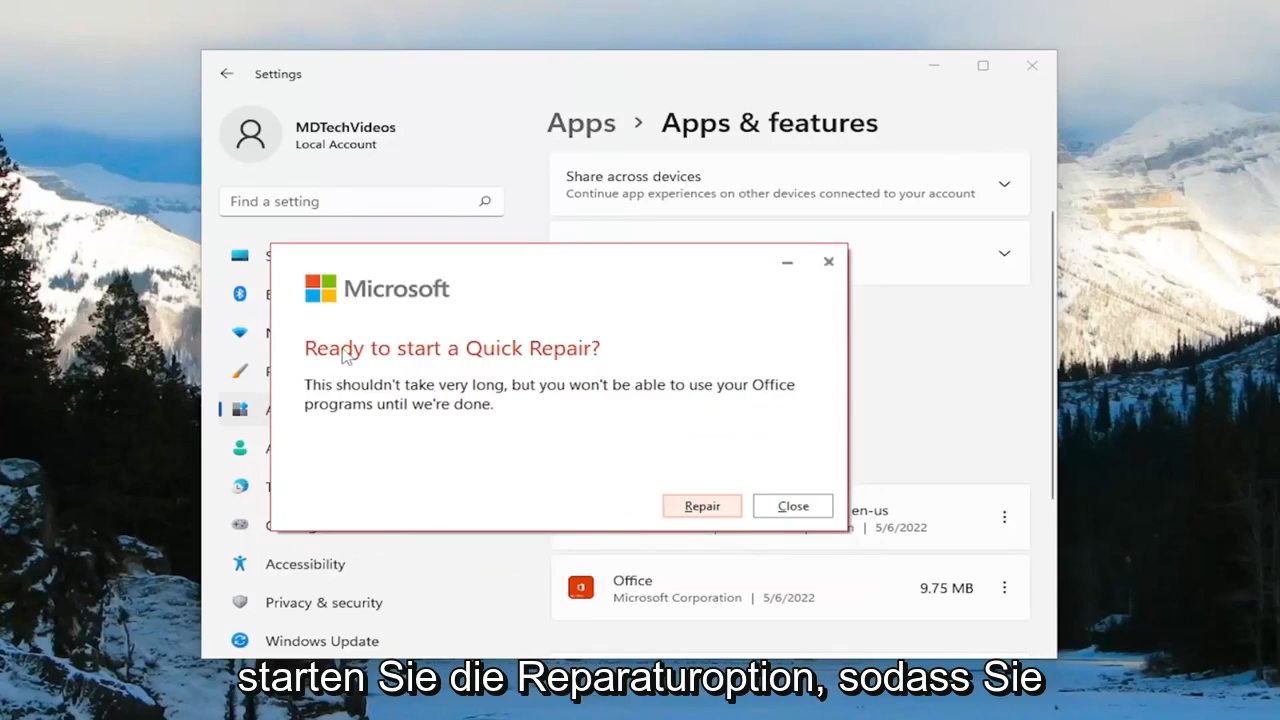 Settings
MDTechVideos
Local Account
Find a setting
Apps > Apps & features
Share across devices
Continue app experiences on other devices connected to your account
Microsoft
Ready to start a Quick Repair?
This shouldn't take very long, but you won't be able to use your Office
programs until we're done.
Repair
Close
en-us
| 5/6/2022
Office
Microsoft Corporation | 5/6/2022
9.75 MB
Accessibility
Privacy & security
Windows Update
starten Sie die Reparaturoption, sodass Sie